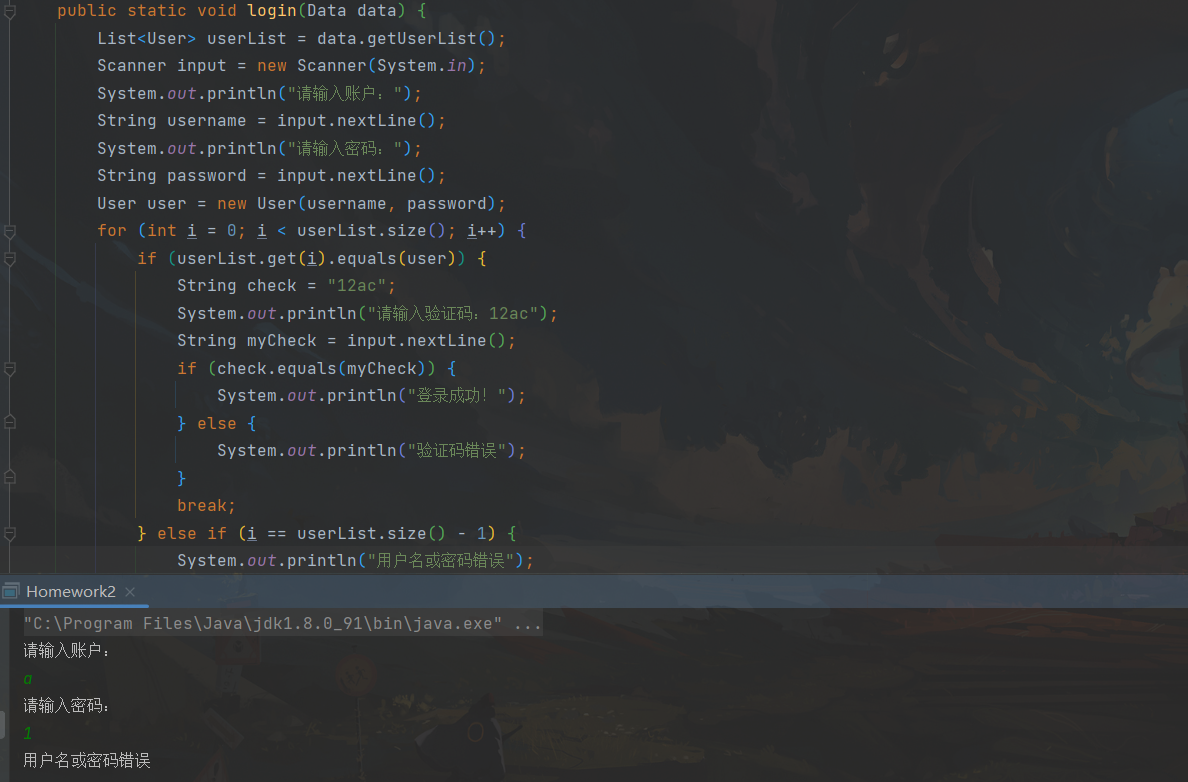 public static void login(Data data) {
List<User> userList = data.getUserList();
Scanner input = new Scanner(System.in);
System.out.println("请输入账户：");
String username = input.nextLine();
System.out.println("请输入密码：");
String password = input.nextLine();
User user = new User(username, password);
for (int i = 0; i < userList.size(); i++) {
if (userList.get(i).equals(user)) {
String check = "12ac";
System.out.println("请输入验证码：12ac");
String myCheck = input.nextLine();
if (check.equals(myCheck)) {
System.out.println("登录成功！");
} else {
System.out.println("验证码错误");
}
break;
} else if (i == userList.size() - 1) {
System.out.println("用户名或密码错误");
Homework2
"C:\Program Files\Java\jdk1.8.0_91\bin\java.exe" ...
请输入账户：
a
请输入密码：
1
用户名或密码错误